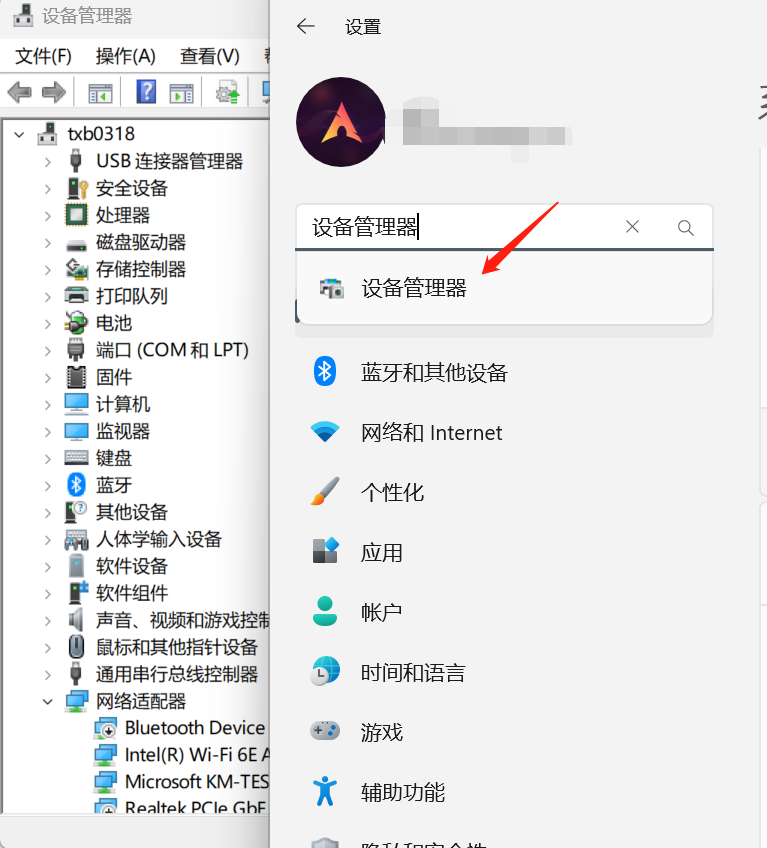 设备管理器
文件(F) 操作(A) 查看(V)
txb0318
USB 连接器管理器
安全设备
处理器
磁盘驱动器
存储控制器
打印队列
电池
端口 (COM 和 LPT)
固件
计算机
监视器
键盘
蓝牙
其他设备
人体学输入设备
软件设备
软件组件
声音、视频和游戏控制
鼠标和其他指针设备
通用串行总线控制器
网络适配器
Bluetooth Device
Intel(R) Wi-Fi 6E A
Microsoft KM-TES
Realtek PCIe GbE
设置
设备管理器
设备管理器
蓝牙和其他设备
网络和 Internet
个性化
应用
帐户
时间和语言
游戏
辅助功能
隐私和安全性